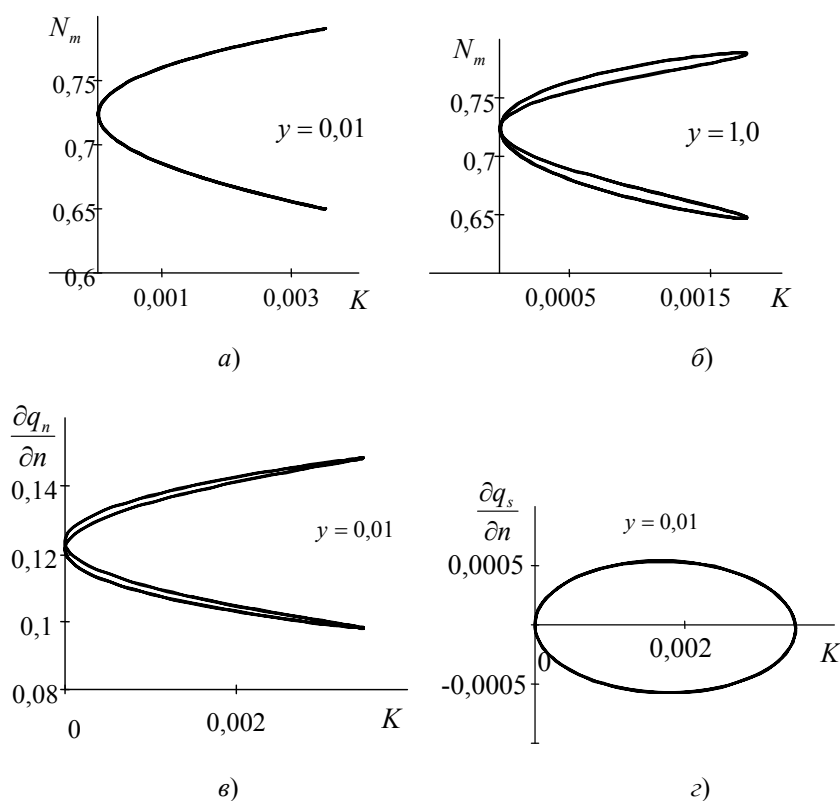 N_m
0,75
0,7
0,65
0,6
y = 0,01
0,001
0,003
K
а)
N_m
0,75
0,7
0,65
y = 1,0
0,0005
0,0015
K
б)
∂q_n
∂n
0,14
0,12
0,1
0,08
y = 0,01
0
0,002
K
в)
∂q_s
∂n
y = 0,01
0,0005
0
0,002
K
-0,0005
г)